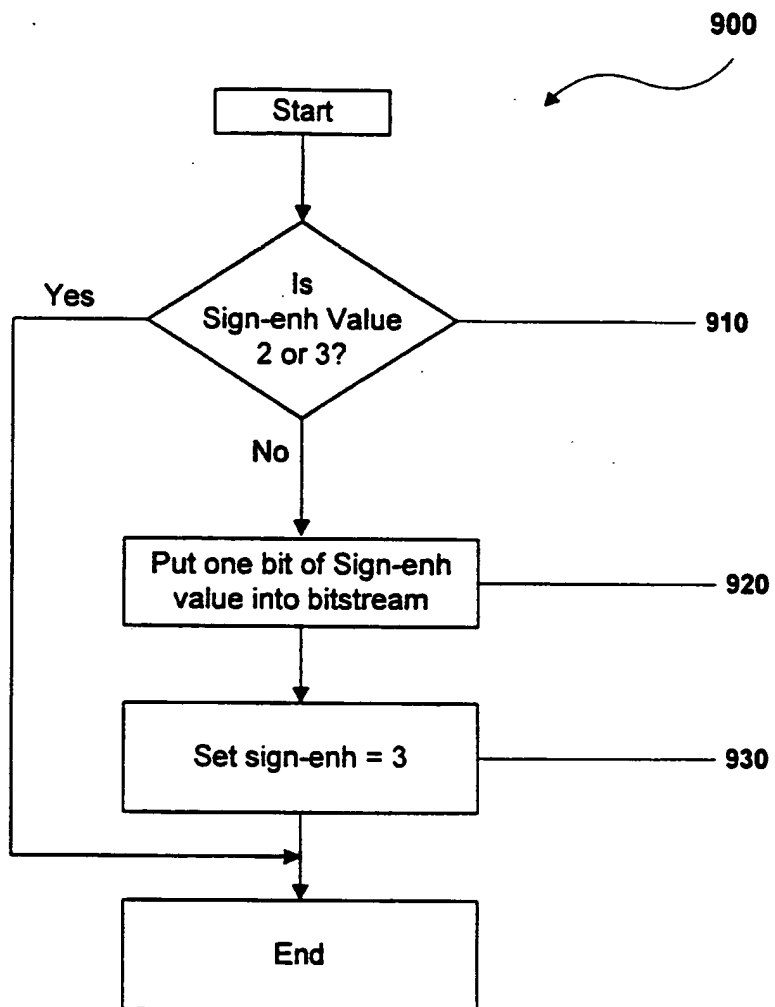 900
Start
Is
Sign-enh Value
2 or 3?
Yes
910
No
Put one bit of Sign-enh
value into bitstream
920
Set sign-enh = 3
930
End